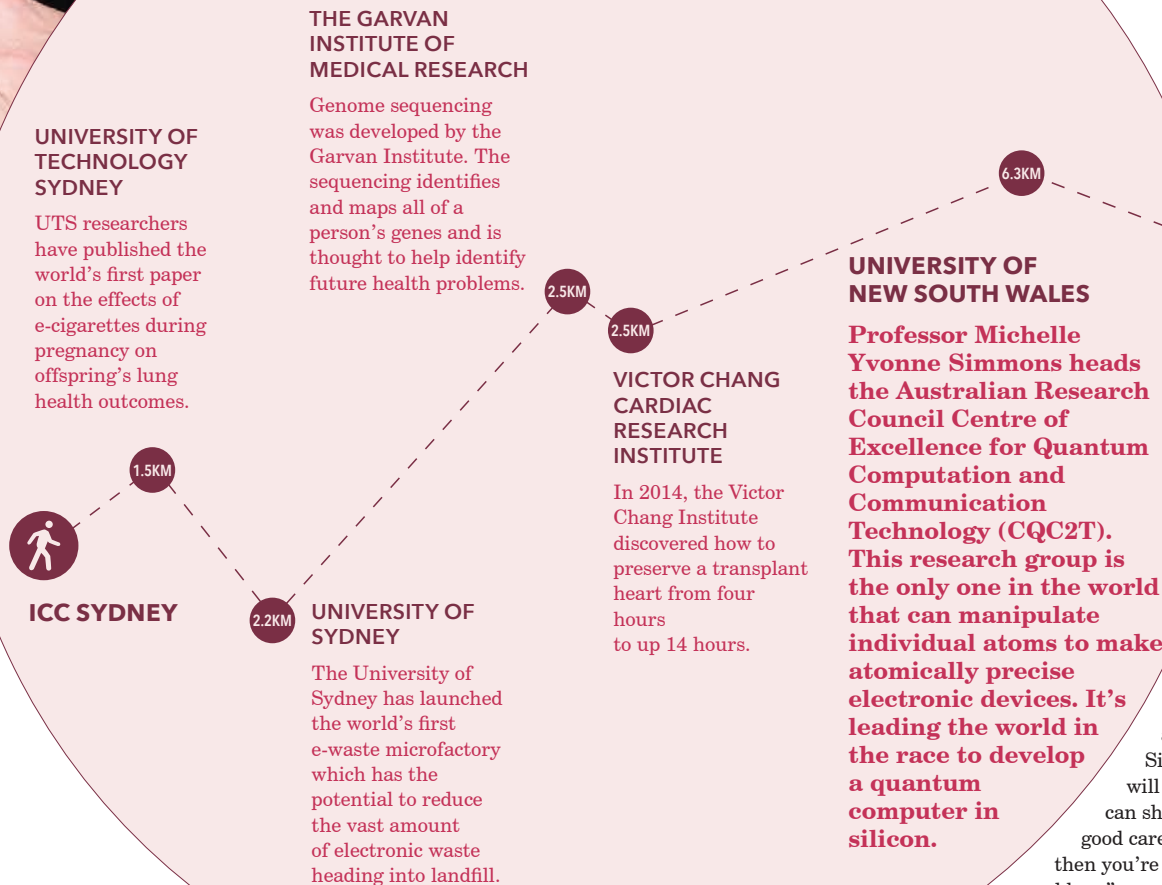 THE GARVAN
INSTITUTE OF
MEDICAL RESEARCH
Genome sequencing
was developed by the
Garvan Institute. The
sequencing identifies
and maps all of a
person's genes and is
thought to help identify
future health problems.
UNIVERSITY OF
TECHNOLOGY
SYDNEY
UTS researchers
have published the
world's first paper
on the effects of
e-cigarettes during
pregnancy on
offspring's lung
health outcomes.
6.3KM
2.5KM
2.5KM
UNIVERSITY OF
NEW SOUTH WALES
Professor Michelle
Yvonne Simmons heads
the Australian Research
Council Centre of
Excellence for Quantum
Computation and
Communication
Technology (CQC2T).
This research group is
the only one in the world
that can manipulate
individual atoms to make
atomically precise
electronic devices. It's
leading the world in
the race to develop
a quantum
computer in
silicon.
VICTOR CHANG
CARDIAC
RESEARCH
INSTITUTE
In 2014, the Victor
Chang Institute
discovered how to
preserve a transplant
heart from four
hours
to up 14 hours.
1.5KM
ICC SYDNEY
2.2KM
UNIVERSITY OF
SYDNEY
The University of
Sydney has launched
the world's first
e-waste microfactory
which has the
potential to reduce
the vast amount
of electronic waste
heading into landfill.
Si
will
can sh
good care
then you're